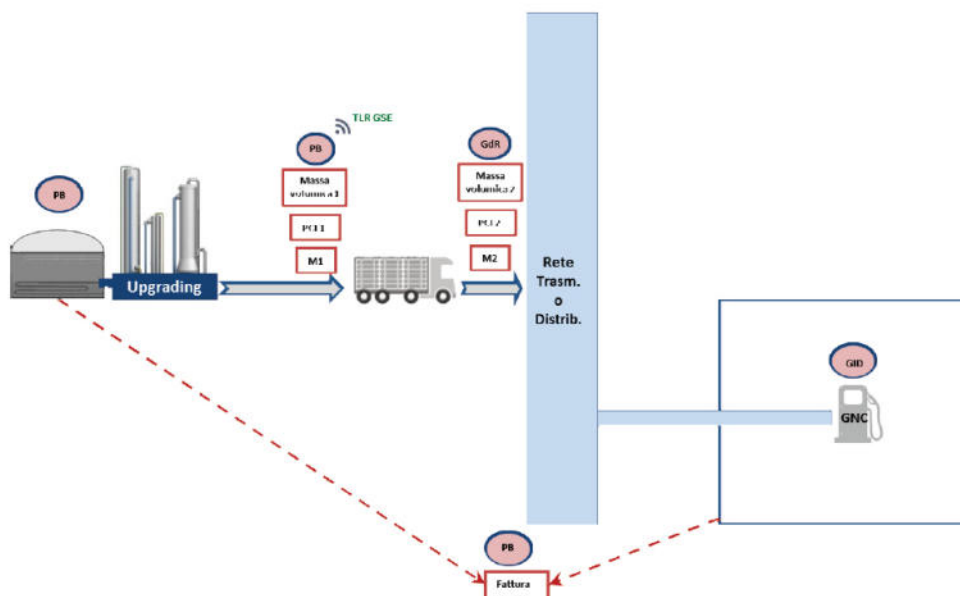 TLR GSE
PB
GdR
Massa
volumica 1
Massa
volumica 2
PB
PCI 1
PCI 2
M1
M2
Upgrading
Rete
Trasm.
o
Distrib.
GID
GNC
PB
Fattura